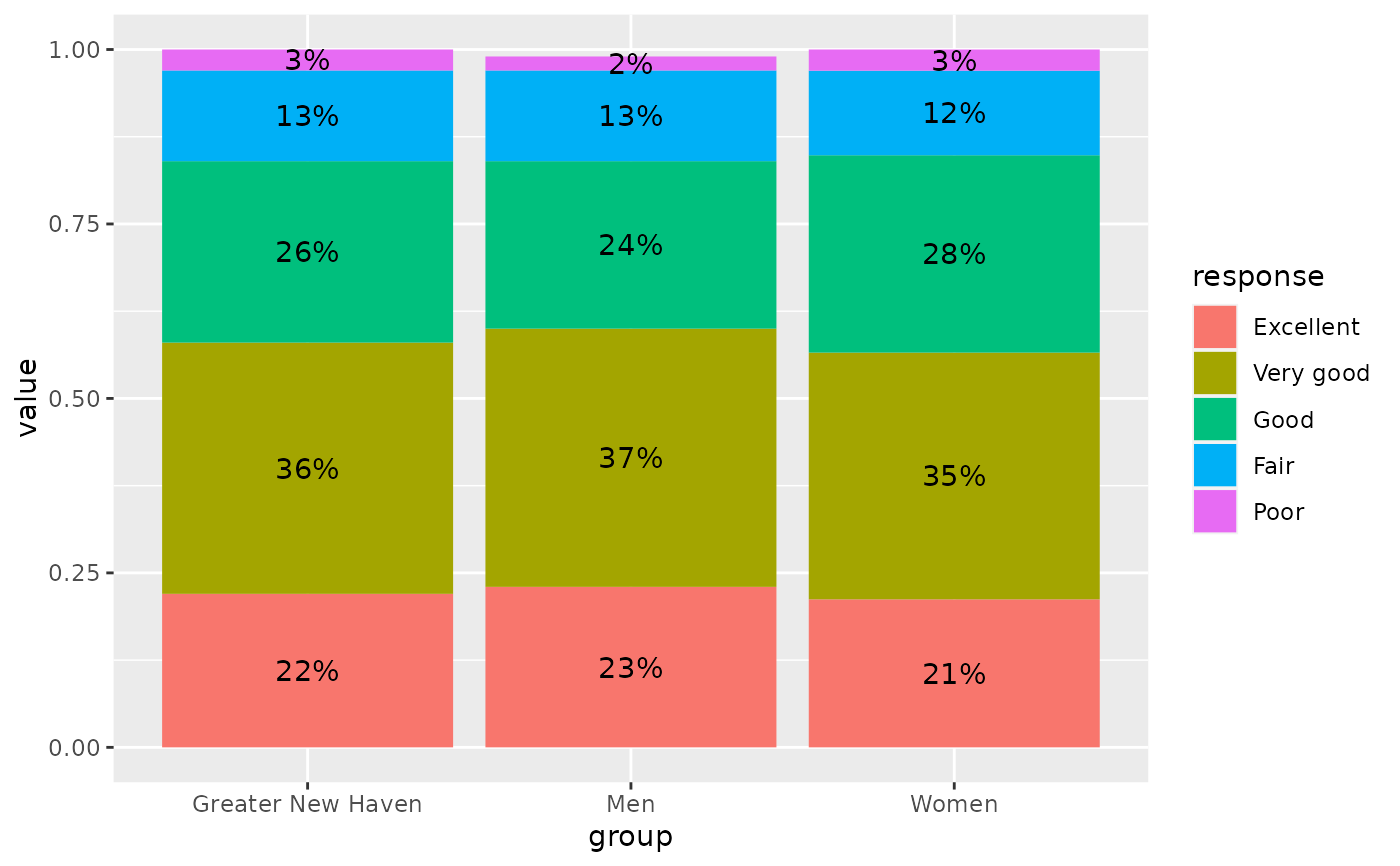 1.00
0.75
0.50
0.25
0.00
value
3%
2%
3%
13%
13%
12%
26%
24%
28%
36%
37%
35%
22%
23%
21%
Greater New Haven
Men
Women
group
response
Excellent
Very good
Good
Fair
Poor